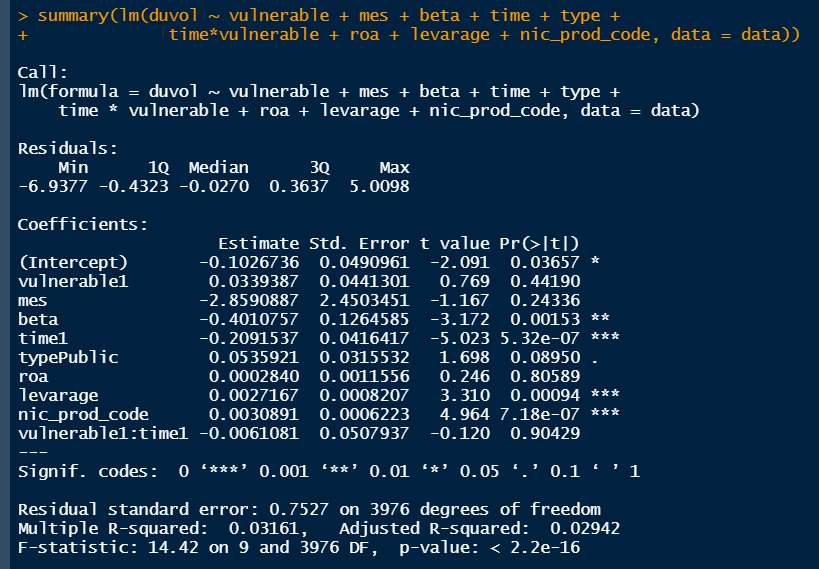 > summary(lm(duvol ~ vulnerable + mes + beta + time + type +
+               time*vulnerable + roa + levarage + nic_prod_code, data = data))
Call:
lm(formula = duvol ~ vulnerable + mes + beta + time + type +
    time * vulnerable + roa + levarage + nic_prod_code, data = data)
Residuals:
    Min      1Q  Median      3Q     Max
-6.9377 -0.4323 -0.0270  0.3637  5.0098
Coefficients:
                    Estimate Std. Error t value Pr(>|t|)
(Intercept)       -0.1026736  0.0490961  -2.091  0.03657 *
vulnerable1        0.0339387  0.0441301   0.769  0.44190
mes               -2.8590887  2.4503451  -1.167  0.24336
beta              -0.4010757  0.1264585  -3.172  0.00153 **
time1             -0.2091537  0.0416417  -5.023 5.32e-07 ***
typePublic         0.0535921  0.0315532   1.698  0.08950 .
roa                0.0002840  0.0011556   0.246  0.80589
levarage           0.0027167  0.0008207   3.310  0.00094 ***
nic_prod_code      0.0030891  0.0006223   4.964 7.18e-07 ***
vulnerable1:time1 -0.0061081  0.0507937  -0.120  0.90429
---
Signif. codes:  0 ‘***’ 0.001 ‘**’ 0.01 ‘*’ 0.05 ‘.’ 0.1 ‘ ’ 1
Residual standard error: 0.7527 on 3976 degrees of freedom
Multiple R-squared:  0.03161,   Adjusted R-squared:  0.02942
F-statistic: 14.42 on 9 and 3976 DF,  p-value: < 2.2e-16